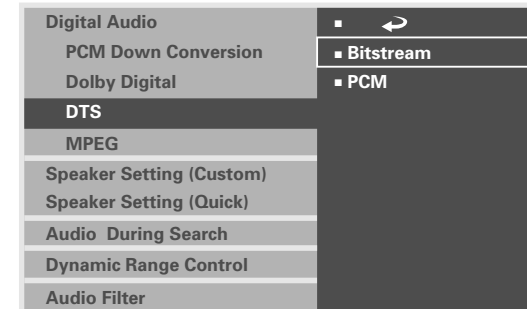 Digital Audio
PCM Down Conversion
Dolby Digital
DTS
MPEG
Speaker Setting (Custom)
Speaker Setting (Quick)
Audio During Search
Dynamic Range Control
Audio Filter
Bitstream
PCM